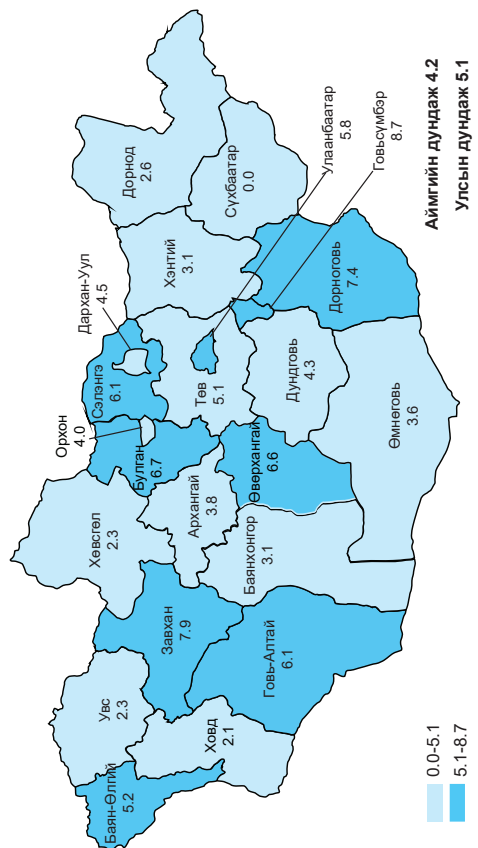 Баян-Өлгий
5.2
Увс
2.3
Ховд
2.1
Завхан
7.9
Говь-Алтай
6.1
Хөвсгөл
2.3
Архангай
3.8
Баянхонгор
3.1
Орхон
4.0
Булган
6.7
Өвөрхангай
6.6
Сэлэнгэ
6.1
Дархан-Уул
4.5
Төв
5.1
Дундговь
4.3
Өмнөговь
3.6
Хэнтий
3.1
Дорнод
2.6
Сүхбаатар
0.0
Дорноговь
7.4
Улаанбаатар
5.8
Говьсүмбэр
8.7
Аймгийн дундаж 4.2
Улсын дундаж 5.1
0.0-5.1
5.1-8.7